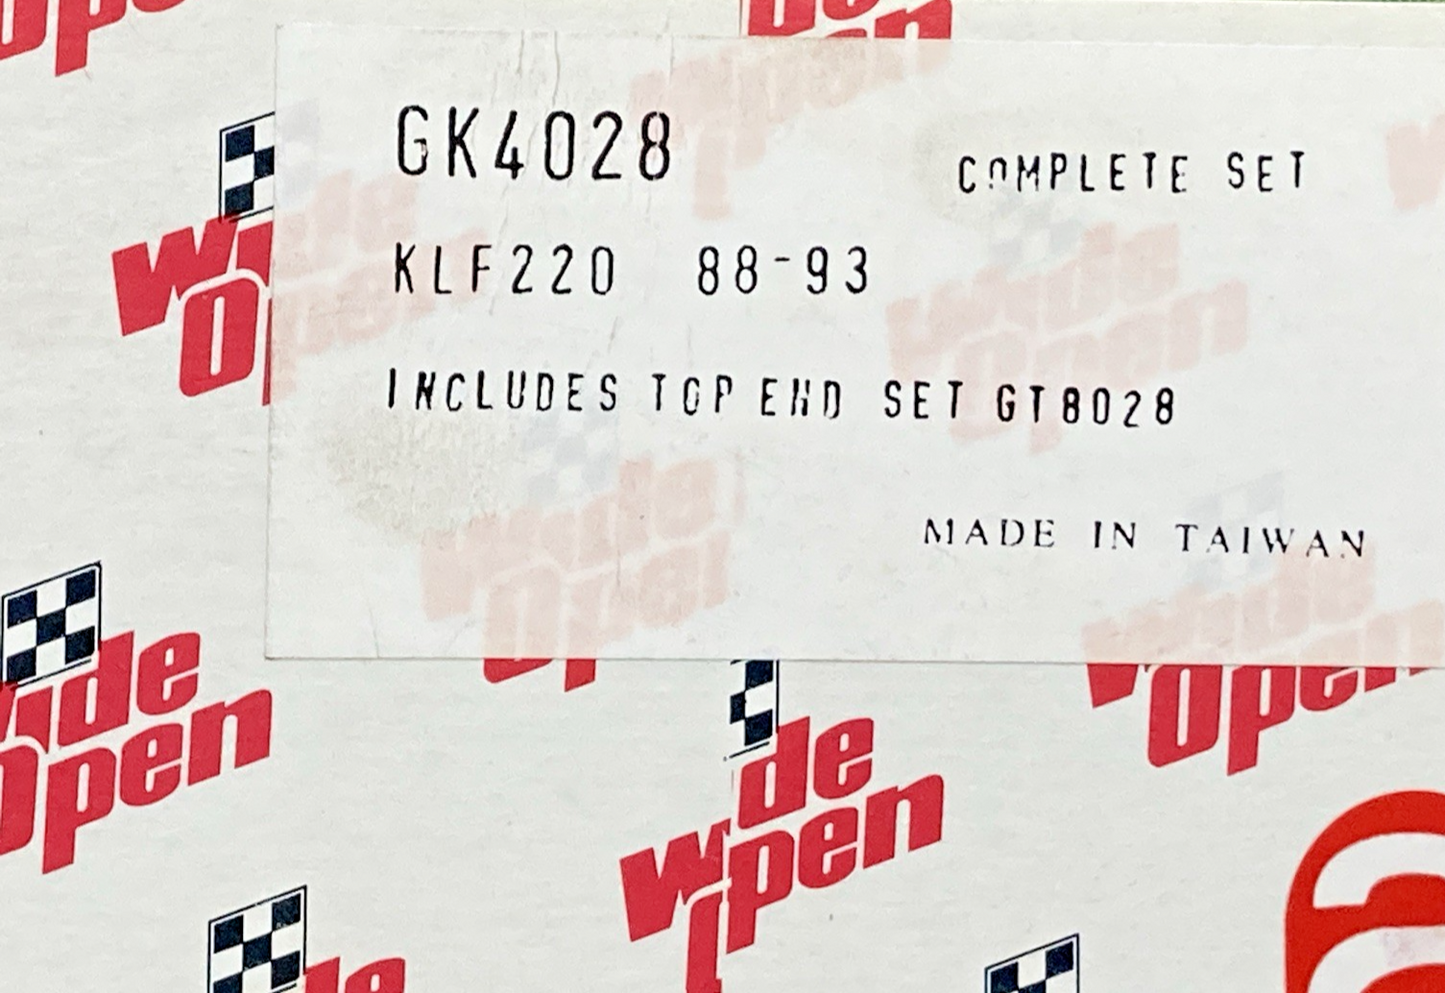 Open
GK4028
COMPLETE SET
KLF220 88-93
INCLUDES TOP END SET GT8028
MADE IN TAIWAN
wide
Open
wide
Open
wide
Open